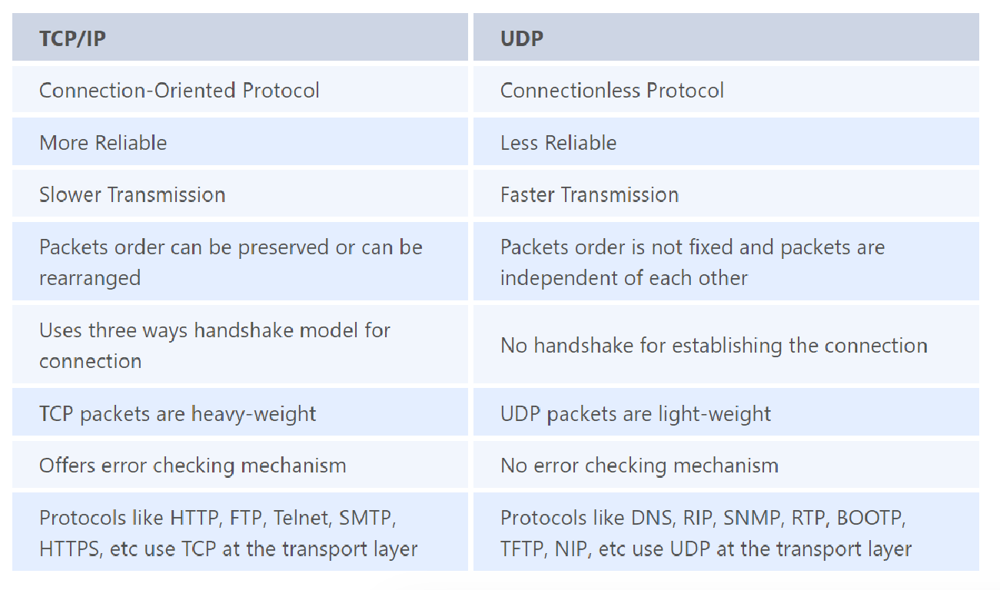 TCP/IP
UDP
Connection-Oriented Protocol
Connectionless Protocol
More Reliable
Less Reliable
Slower Transmission
Faster Transmission
Packets order can be preserved or can be
rearranged
Packets order is not fixed and packets are
independent of each other
Uses three ways handshake model for
connection
No handshake for establishing the connection
TCP packets are heavy-weight
UDP packets are light-weight
Offers error checking mechanism
No error checking mechanism
Protocols like HTTP, FTP, Telnet, SMTP,
HTTPS, etc use TCP at the transport layer
Protocols like DNS, RIP, SNMP, RTP, BOOTP,
TFTP, NIP, etc use UDP at the transport layer